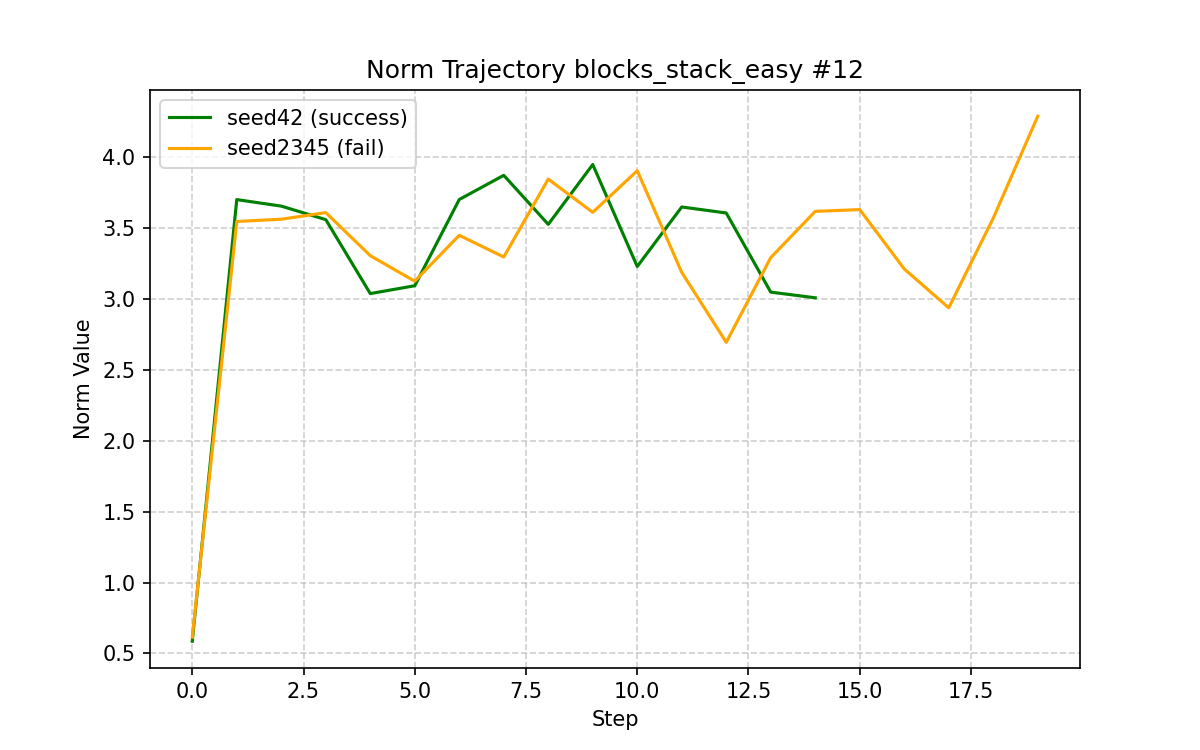 Norm Trajectory blocks_stack_easy #12
seed42 (success)
seed2345 (fail)
Norm Value
4.0
3.5
3.0
2.5
2.0
1.5
1.0
0.5
0.0 2.5 5.0 7.5 10.0 12.5 15.0 17.5
Step